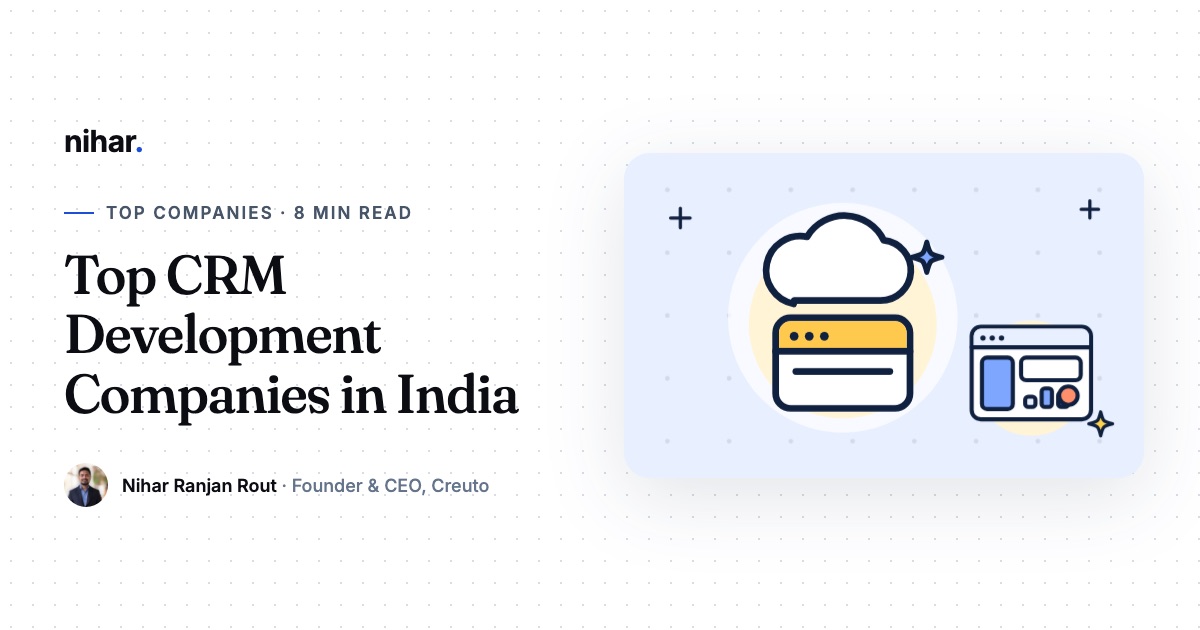 nihar.
TOP COMPANIES · 8 MIN READ
Top CRM
Development
Companies in India
Nihar Ranjan Rout · Founder & CEO, Creuto